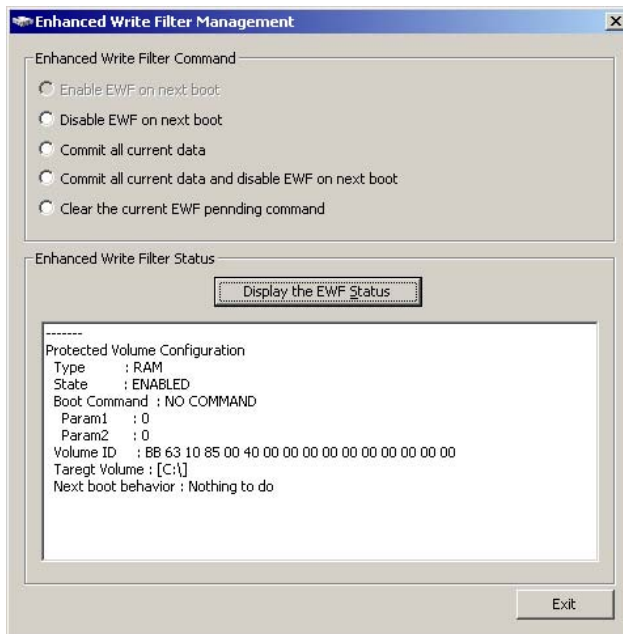 Enhanced Write Filter Management
Enhanced Write Filter Command
Enable EWF on next boot
Disable EWF on next boot
Commit all current data
Commit all current data and disable EWF on next boot
Clear the current EWF pennding command
Enhanced Write Filter Status
Display the EWF Status
-------
Protected Volume Configuration
Type : RAM
State : ENABLED
Boot Command : NO COMMAND
Param1 : 0
Param2 : 0
Volume ID : BB 63 10 85 00 40 00 00 00 00 00 00 00 00 00 00
Taregt Volume : [C:\]
Next boot behavior : Nothing to do
Exit